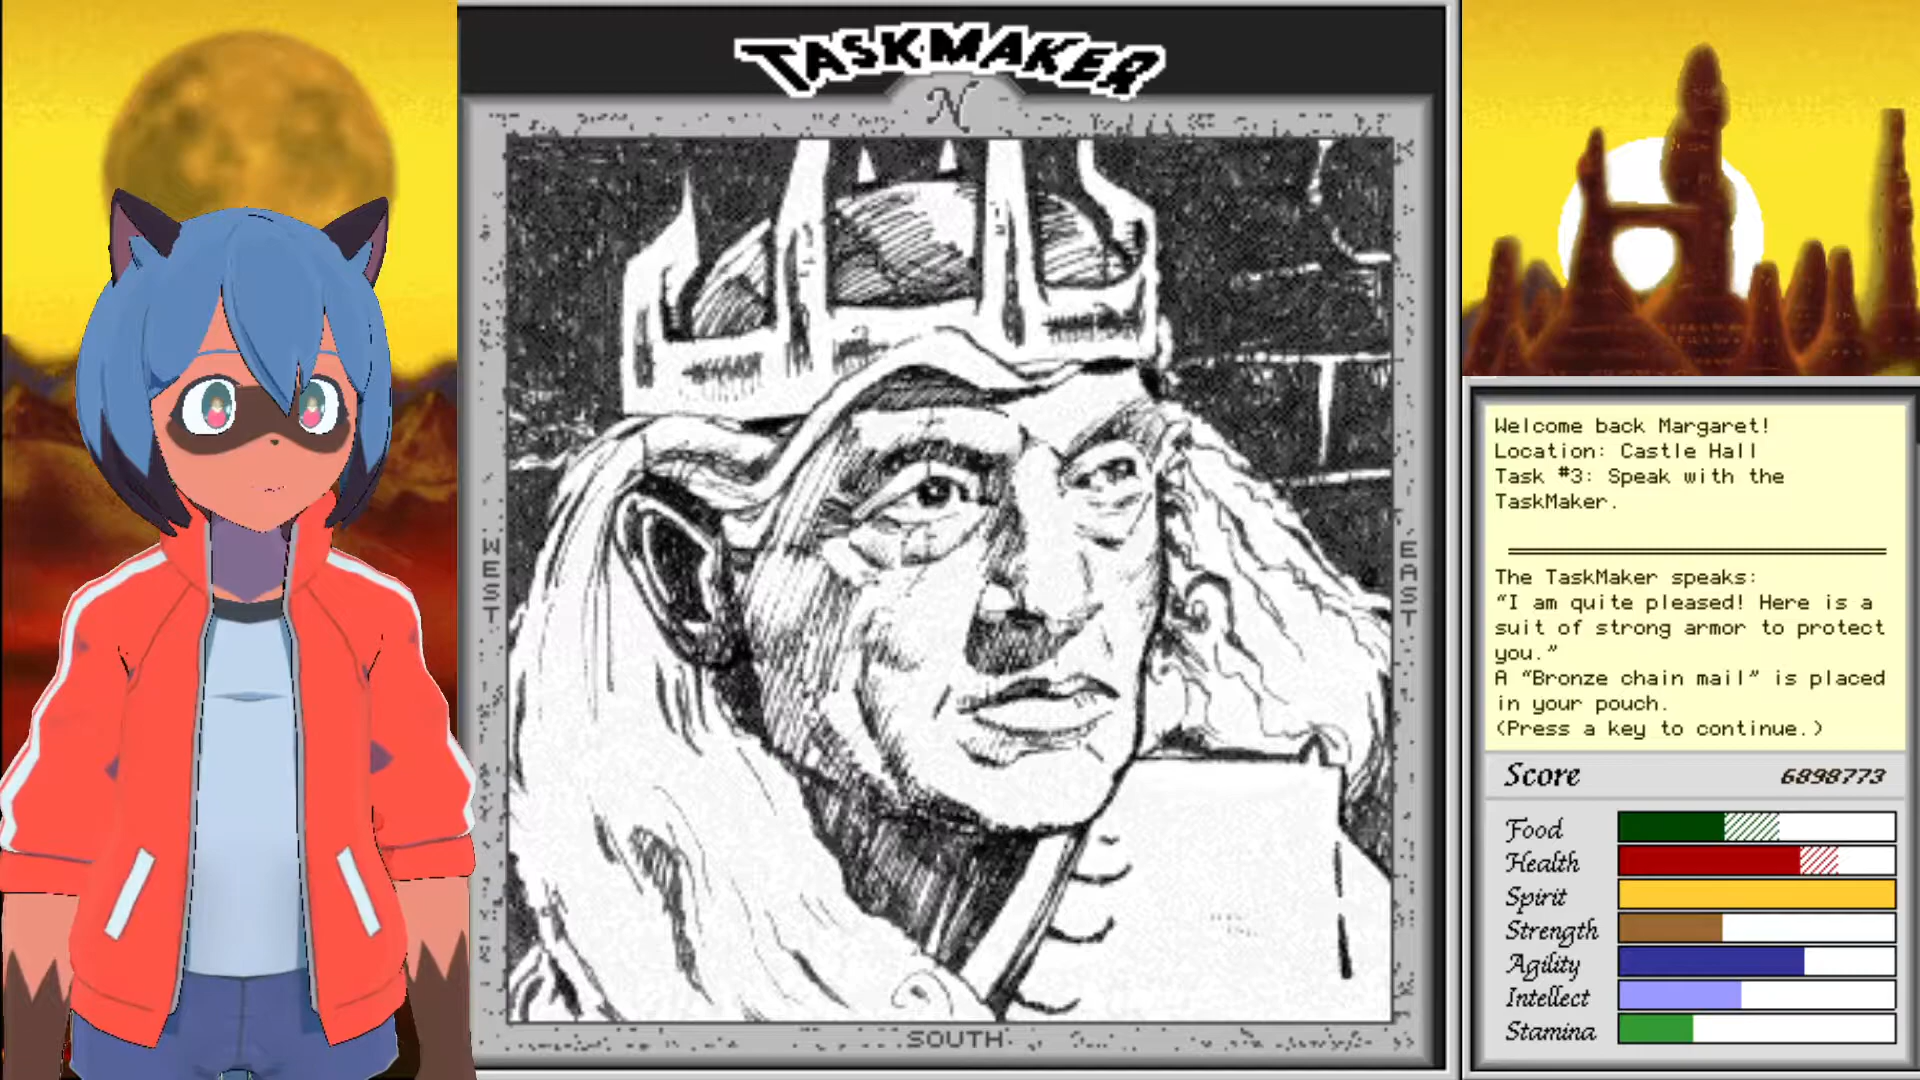 TASKMAKER
N
WEST
EAST
SOUTH
Welcome back Margaret!
Location: Castle Hall
Task #3: Speak with the
TaskMaker.
The TaskMaker speaks:
“I am quite pleased! Here is a
suit of strong armor to protect
you.”
A “Bronze chain mail” is placed
in your pouch.
(Press a key to continue.)
Score 6898773
Food
Health
Spirit
Strength
Agility
Intellect
Stamina